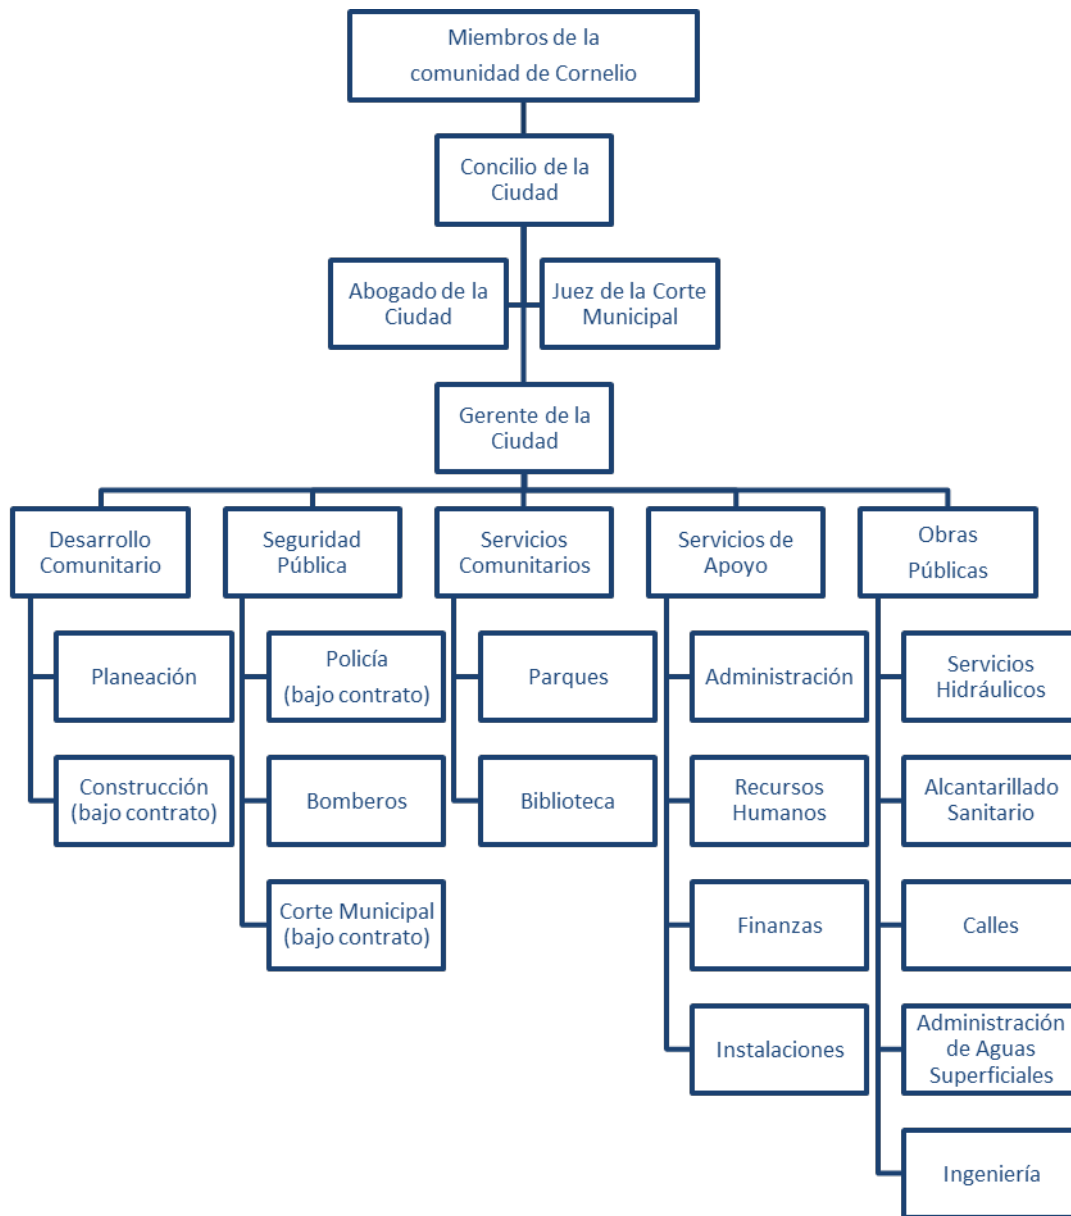 Miembros de la
comunidad de Cornelio
Concilio de la
Ciudad
Abogado de la
Ciudad
Juez de la Corte
Municipal
Gerente de la
Ciudad
Desarrollo
Comunitario
Seguridad
Pública
Servicios
Comunitarios
Servicios de
Apoyo
Obras
Públicas
Planeación
Construcción
(bajo contrato)
Policía
(bajo contrato)
Bomberos
Corte Municipal
(bajo contrato)
Parques
Biblioteca
Administración
Recursos
Humanos
Finanzas
Instalaciones
Servicios
Hidráulicos
Alcantarillado
Sanitario
Calles
Administración
de Aguas
Superficiales
Ingeniería